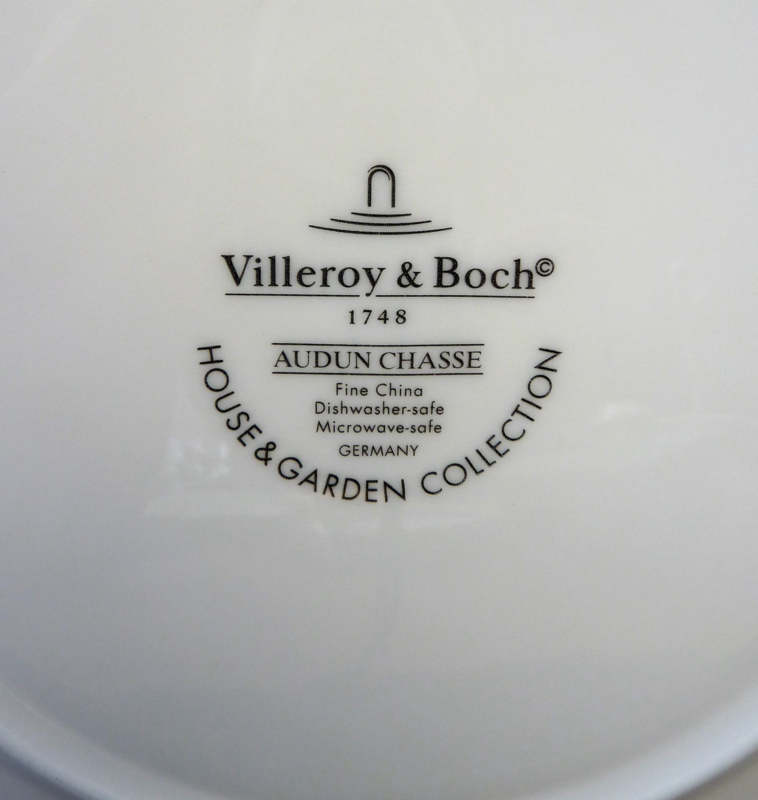 Villeroy & Boch©
1748
AUDUN CHASSE
Fine China
Dishwasher-safe
Microwave-safe
GERMANY
HOUSE & GARDEN COLLECTION